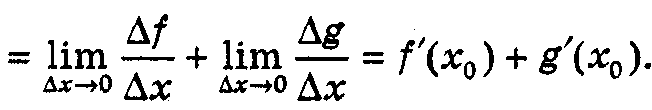 = lim_{Δx→0} Δf/Δx + lim_{Δx→0} Δg/Δx = f′(x₀) + g′(x₀).